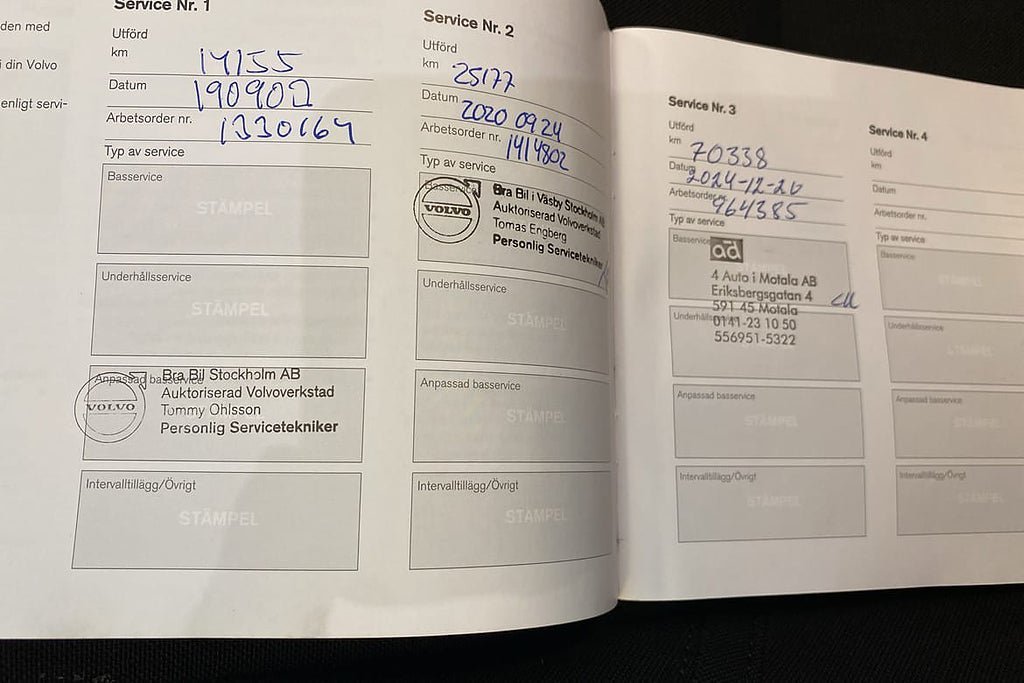 den med
i din Volvo
enligt servi-
Service Nr. 1
Utförd
km 14155
Datum 190902
Arbetsorder nr. 1330164
Typ av service
Basservice
STÄMPEL
Underhållsservice
STÄMPEL
Anpassad basservice
VOLVO
Bra Bil Stockholm AB
Auktoriserad Volvoverkstad
Tommy Ohlsson
Personlig Servicetekniker
Intervalltillägg/Övrigt
STÄMPEL
Service Nr. 2
Utförd
km 25177
Datum 2020 09 24
Arbetsorder nr. 1414802
Typ av service
Basservice
VOLVO
Bra Bil i Väsby Stockholm AB
Auktoriserad Volvoverkstad
Tomas Engberg
Personlig Servicetekniker
Underhållsservice
STÄMPEL
Anpassad basservice
STÄMPEL
Intervalltillägg/Övrigt
STÄMPEL
Service Nr. 3
Utförd
km 70338
Datum 2024-12-20
Arbetsorder nr. 964385
Typ av service
Basservice
ad
4 Auto i Motala AB
Eriksbergsgatan 4
591 45 Motala
0141-23 10 50
556951-5322
Underhållsservice
Anpassad basservice
STÄMPEL
Intervalltillägg/Övrigt
STÄMPEL
Service Nr. 4
Utförd
km
Datum
Arbetsorder nr.
Typ av service
Basservice
STÄMPEL
Underhållsservice
STÄMPEL
Anpassad basservice
STÄMPEL
Intervalltillägg/Övrigt
STÄMPEL